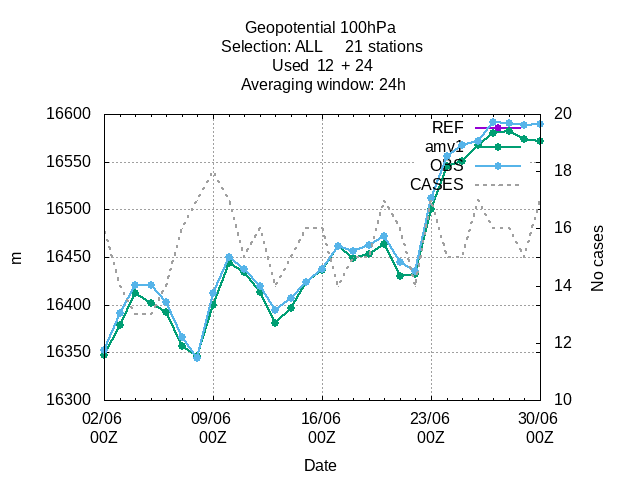 Geopotential 100hPa
Selection: ALL 21 stations
Used 12 + 24
Averaging window: 24h
16600
16550
16500
16450
16400
16350
16300
m
20
18
16
14
12
10
No cases
REF
amv1
OBS
CASES
02/06 09/06 16/06 23/06 30/06
00Z 00Z 00Z 00Z 00Z
Date